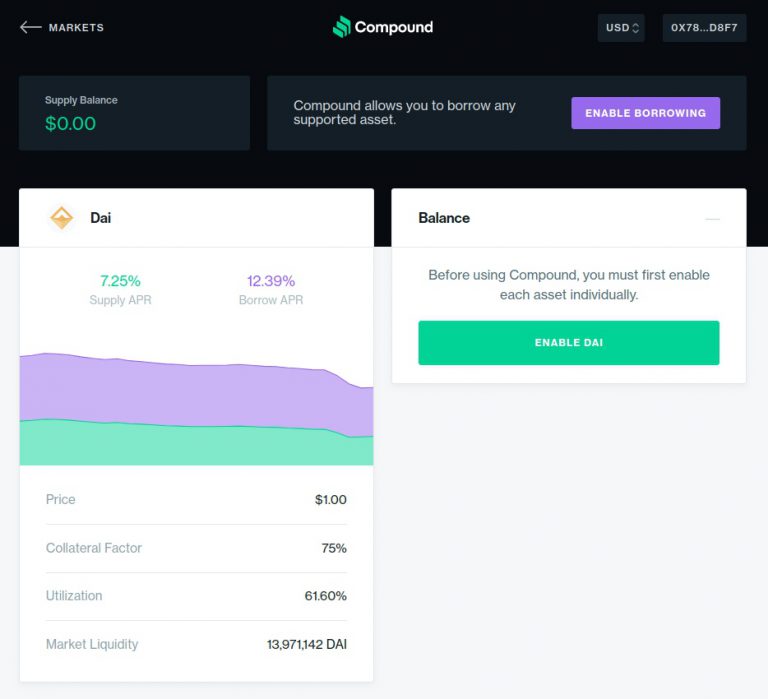 MARKETS
Compound
USD
0X78...D8F7
Supply Balance
$0.00
Compound allows you to borrow any
supported asset.
ENABLE BORROWING
Dai
7.25%
12.39%
Supply APR
Borrow APR
Price
$1.00
Collateral Factor
75%
Utilization
61.60%
Market Liquidity
13,971,142 DAI
Balance
Before using Compound, you must first enable
each asset individually.
ENABLE DAI